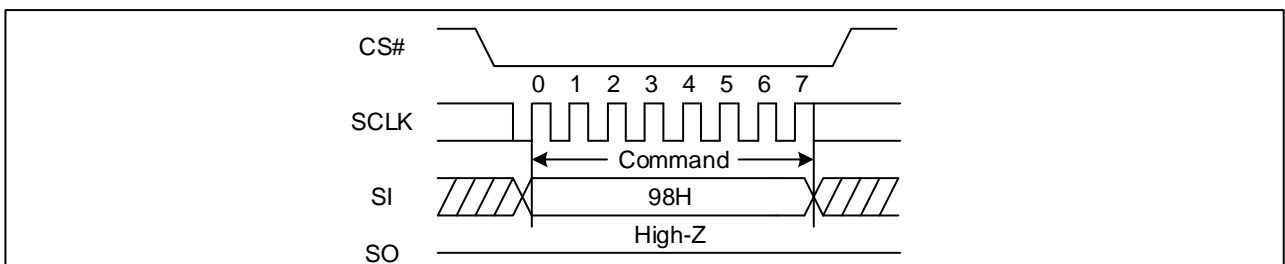 CS#
0 1 2 3 4 5 6 7
SCLK
Command
SI
98H
High-Z
SO